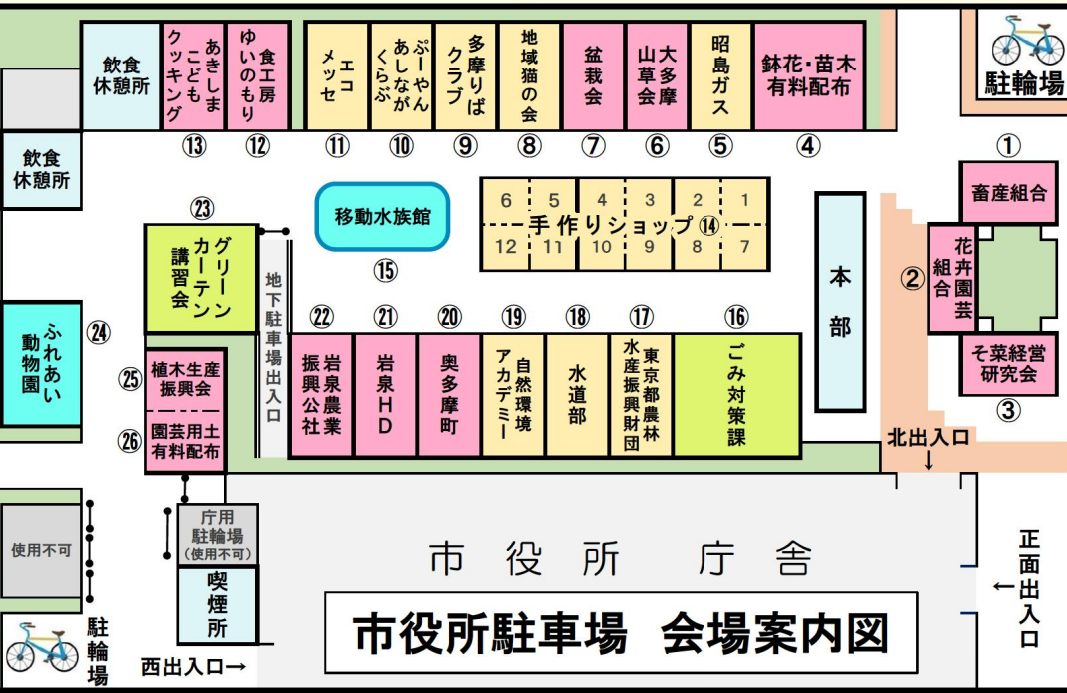 飲食
休憩所
あきしま
こども
クッキング
食工房
ゆいのもり
エコ
メッセ
ぷーやん
あしなが
くらぶ
多摩りば
クラブ
地域猫の会
盆栽会
大多摩
山草会
昭島ガス
鉢花・苗木
有料配布
駐輪場
⑬
⑫
⑪
⑩
⑨
⑧
⑦
⑥
⑤
④
①
飲食
休憩所
畜産組合
②
花卉園芸
組合
そ菜経営
研究会
③
移動水族館
⑮
6 5 4 3 2 1
手作りショップ⑭
12 11 10 9 8 7
本部
㉓
グリーン
カーテン
講習会
地下駐車場出入口
ふれあい
動物園
㉔
㉒
㉑
⑳
⑲
⑱
⑰
⑯
岩泉農業
振興公社
岩泉HD
奥多摩町
自然環境
アカデミー
水道部
東京都農林
水産振興財団
ごみ対策課
㉕
植木生産
振興会
㉖
園芸用土
有料配布
北出入口
↓
使用不可
庁用
駐輪場
(使用不可)
喫煙所
市役所 庁舎
正面出入口
←
市役所駐車場 会場案内図
駐輪場
西出入口→